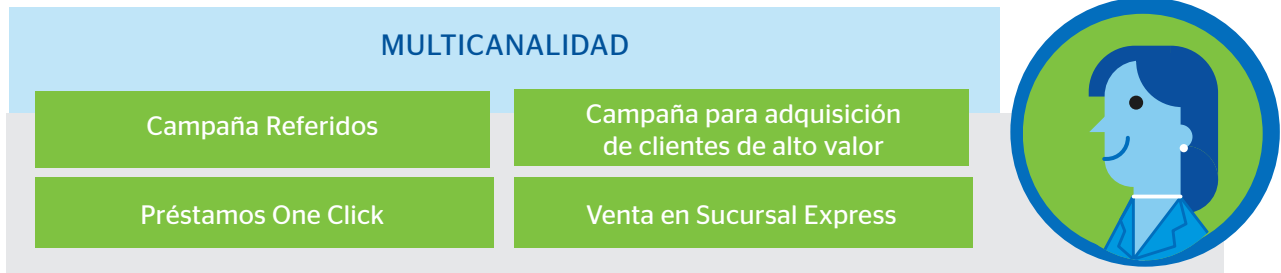 MULTICANALIDAD
Campaña Referidos
Campaña para adquisición
de clientes de alto valor
Préstamos One Click
Venta en Sucursal Express